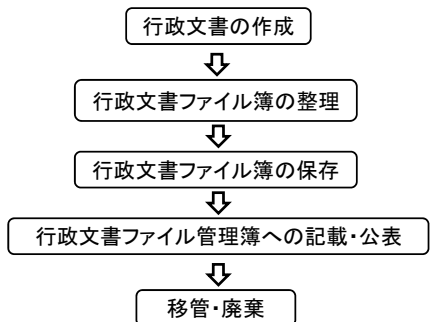 行政文書の作成
行政文書ファイル簿の整理
行政文書ファイル簿の保存
行政文書ファイル管理簿への記載・公表
移管・廃棄